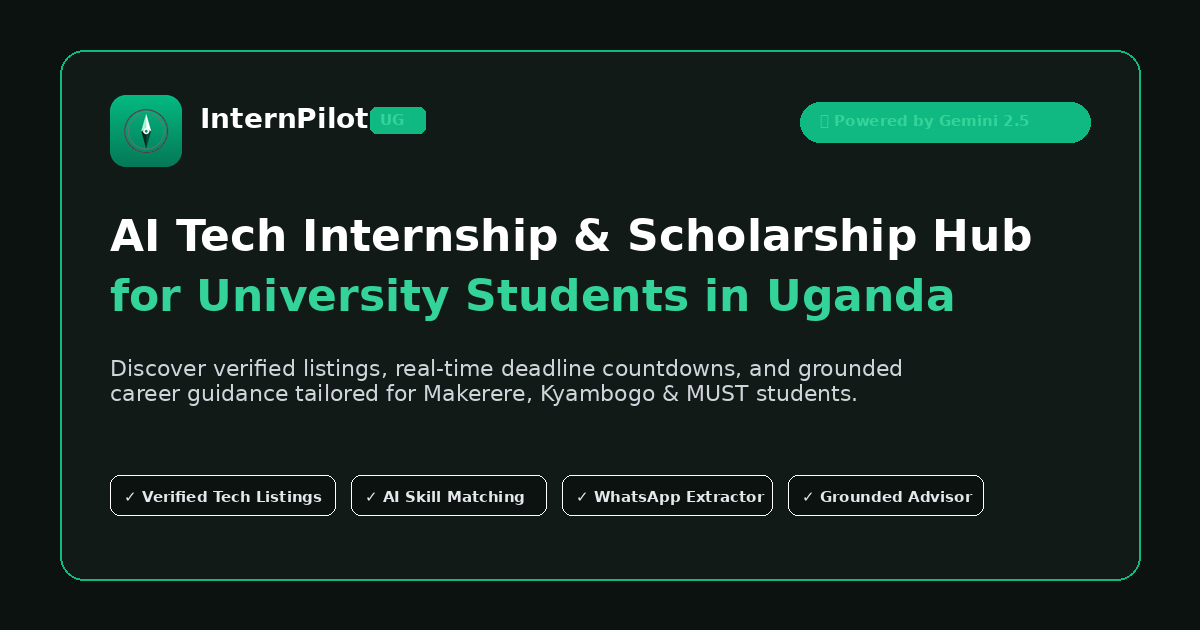 InternPilot UG
Powered by Gemini 2.5
AI Tech Internship & Scholarship Hub
for University Students in Uganda
Discover verified listings, real-time deadline countdowns, and grounded
career guidance tailored for Makerere, Kyambogo & MUST students.
✓ Verified Tech Listings
✓ AI Skill Matching
✓ WhatsApp Extractor
✓ Grounded Advisor